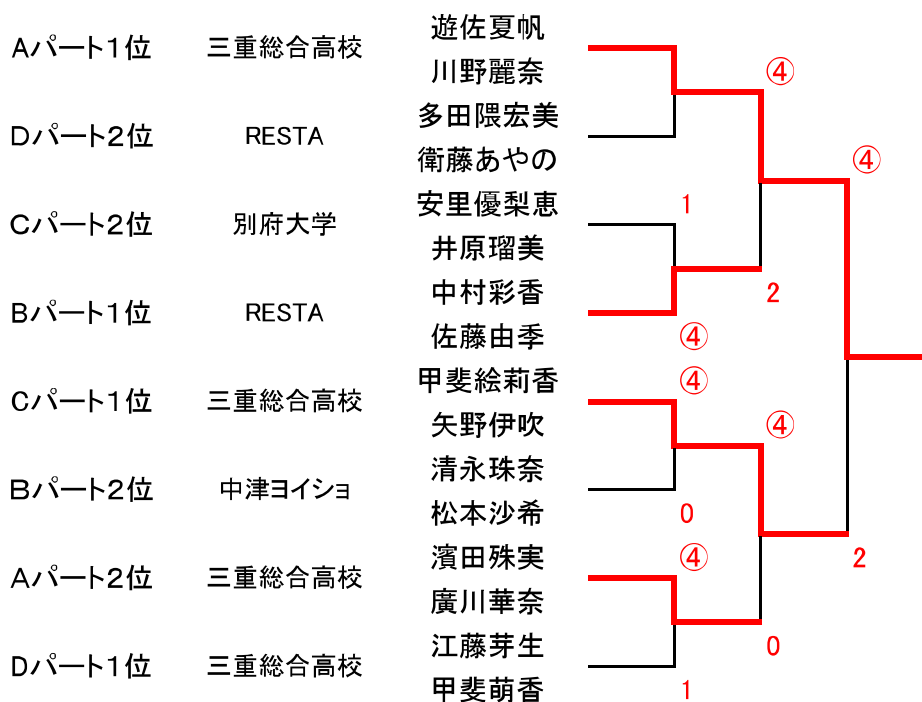 遊佐夏帆
Aパート1位 三重総合高校
川野麗奈 ④
多田隈宏美
Dパート2位 RESTA
衛藤あやの ④
安里優梨恵 1
Cパート2位 別府大学
井原瑠美
中村彩香 2
Bパート1位 RESTA
佐藤由季 ④
甲斐絵莉香 ④
Cパート1位 三重総合高校
矢野伊吹 ④
清永珠奈
Bパート2位 中津ヨイショ
松本沙希 0
濱田殊実 ④ 2
Aパート2位 三重総合高校
廣川華奈
江藤芽生 0
Dパート1位 三重総合高校
甲斐萌香 1